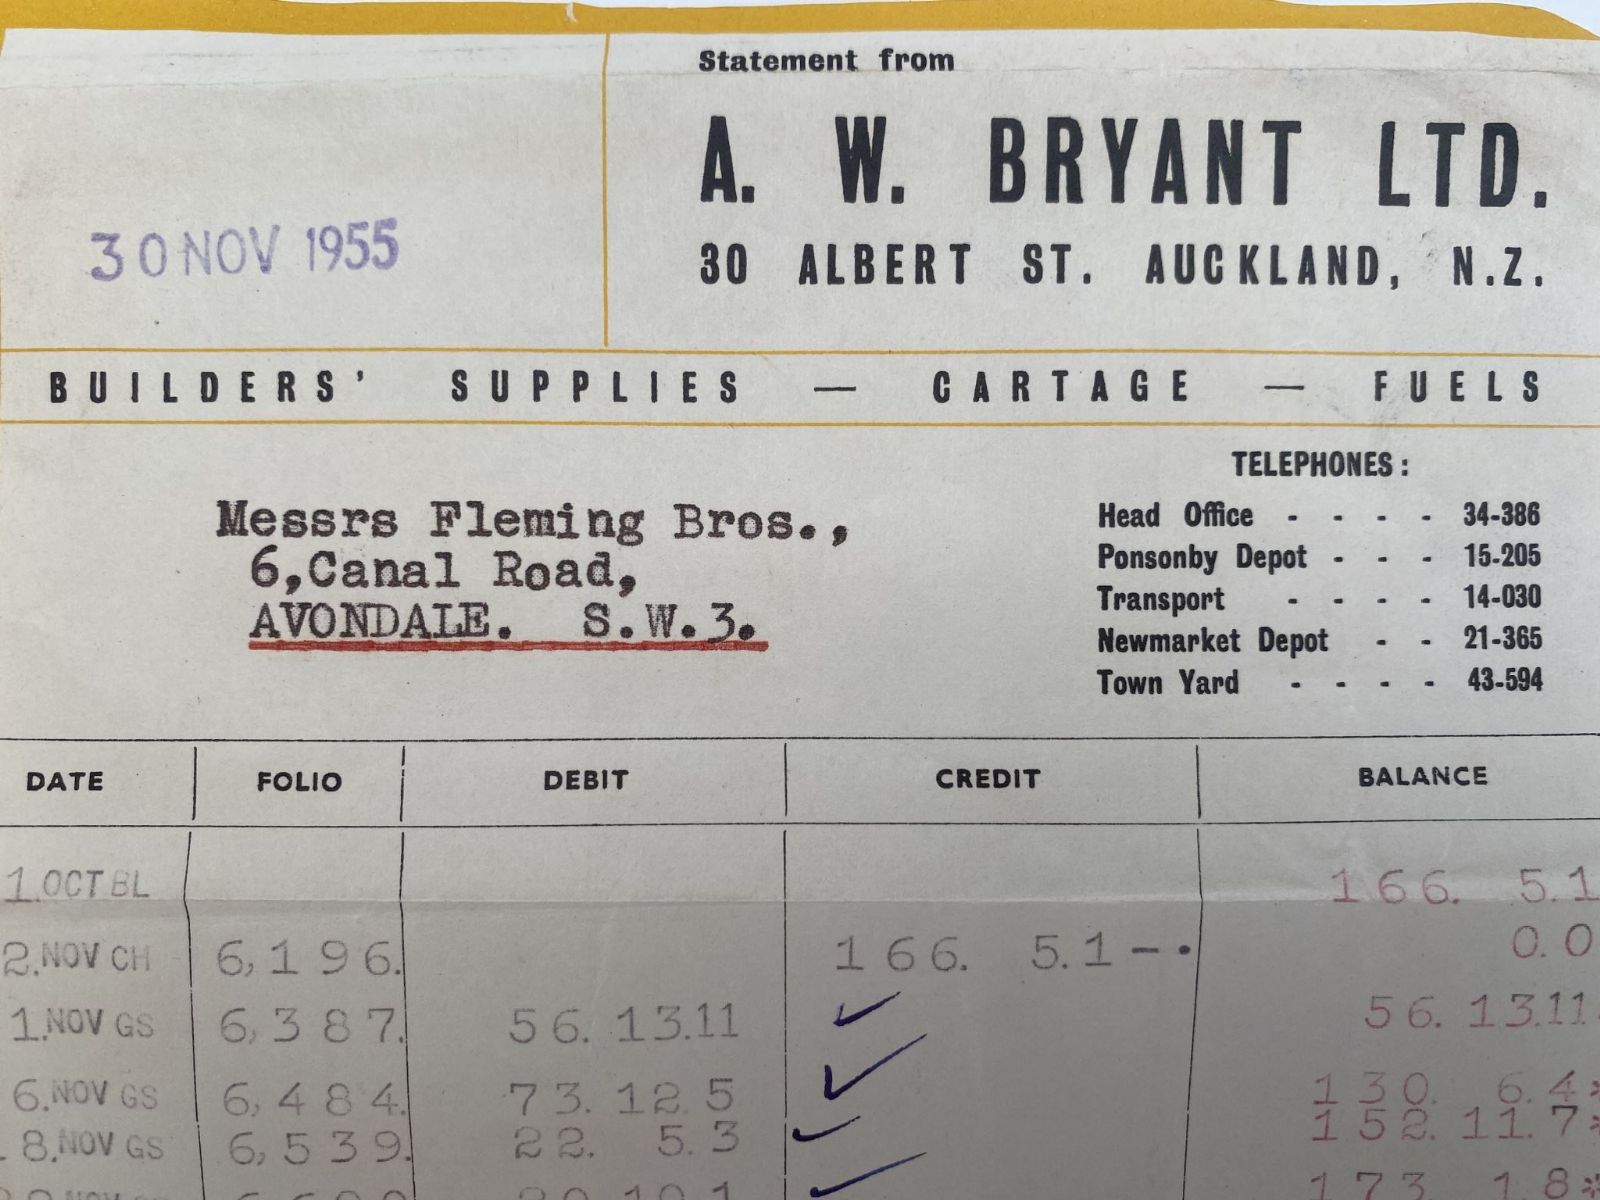 Statement from
A. W. BRYANT LTD.
30 NOV 1955
30 ALBERT ST. AUCKLAND, N.Z.
BUILDERS' SUPPLIES — CARTAGE — FUELS
TELEPHONES:
Head Office - - - - 34-386
Ponsonby Depot - - - 15-205
Transport - - - - 14-030
Newmarket Depot - - 21-365
Town Yard - - - - 43-594
Messrs Fleming Bros.,
6,Canal Road,
AVONDALE. S.W.3.
DATE FOLIO DEBIT CREDIT BALANCE
1.OCT BL 166. 5.1
2.NOV CH 6,196. 166. 5.1-• 0.0
1.NOV GS 6,387. 56.13.11 56.13.11
6.NOV GS 6,484. 73.12.5 130. 6.4*
8.NOV GS 6,539. 22. 5.3 152.11.7*
173. 1.8*